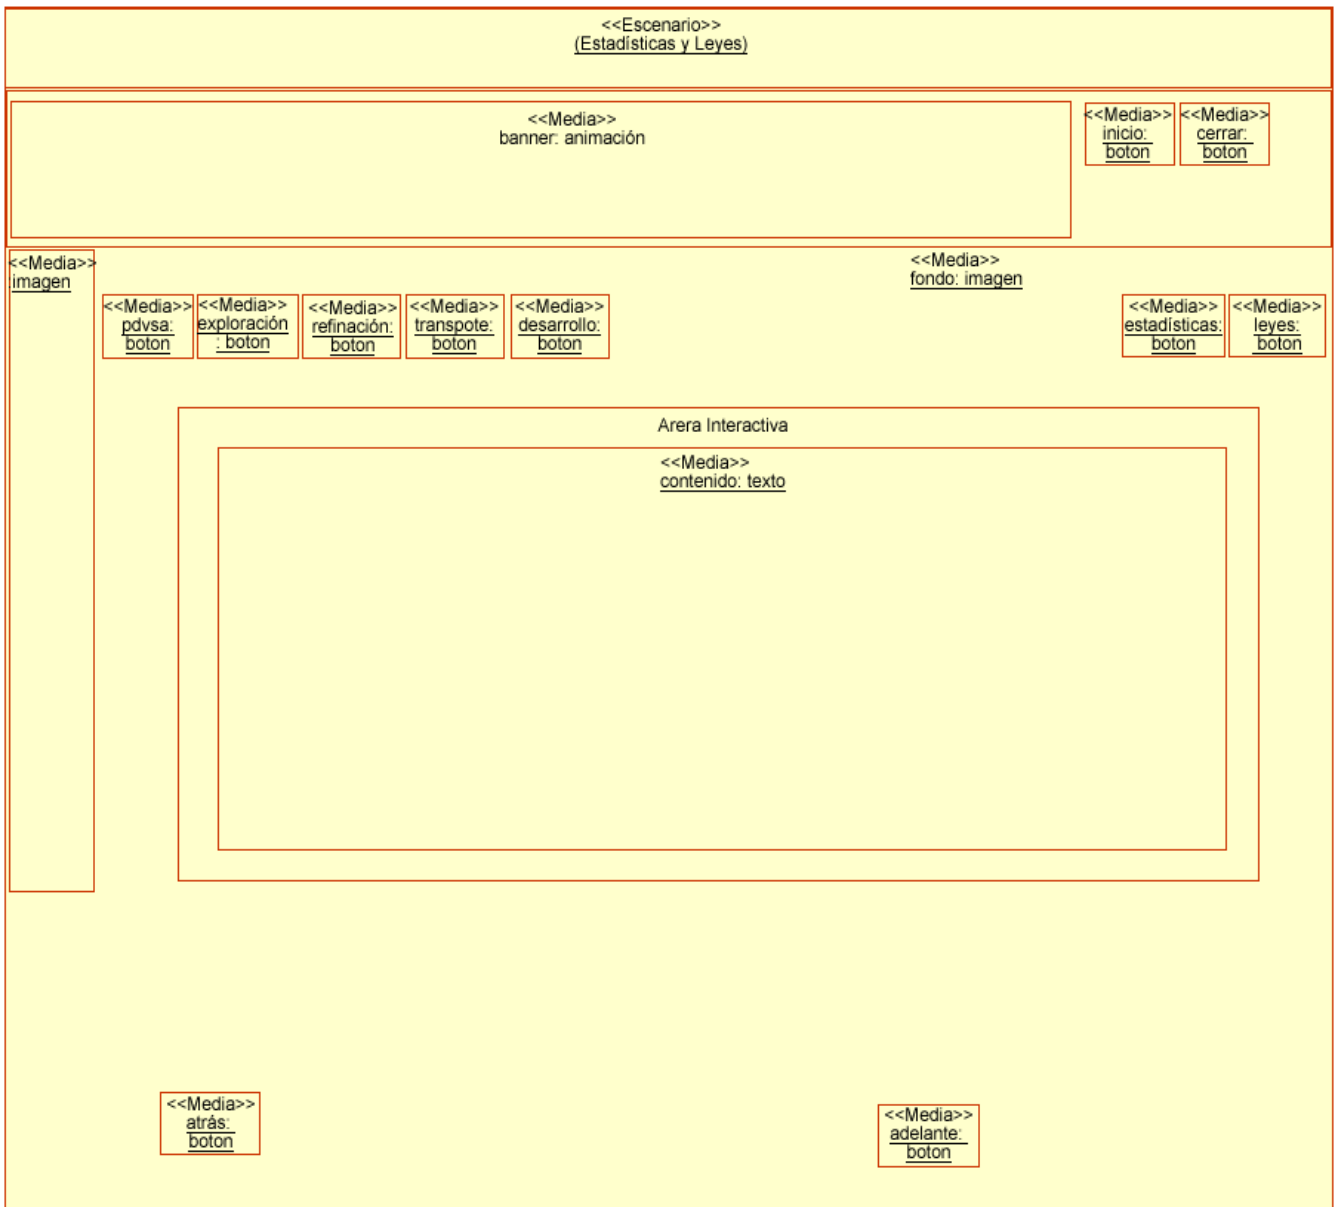 <<Escenario>>
(Estadísticas y Leyes)
<<Media>>
banner: animación
<<Media>>
inicio:
boton
<<Media>>
cerrar:
boton
<<Media>>
:imagen
<<Media>>
fondo: imagen
<<Media>>
pdvsa:
boton
<<Media>>
exploración
: boton
<<Media>>
refinación:
boton
<<Media>>
transpote:
boton
<<Media>>
desarrollo:
boton
<<Media>>
estadísticas:
boton
<<Media>>
leyes:
boton
Arera Interactiva
<<Media>>
contenido: texto
<<Media>>
atrás:
boton
<<Media>>
adelante:
boton